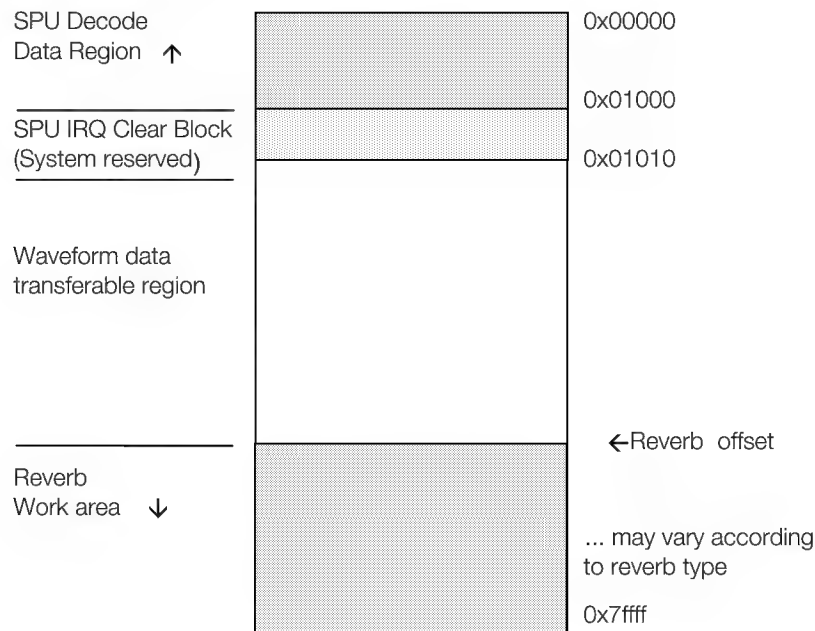 SPU Decode
Data Region ↑
0x00000
0x01000
SPU IRQ Clear Block
(System reserved)
0x01010
Waveform data
transferable region
←Reverb offset
Reverb
Work area ↓
... may vary according
to reverb type
0x7ffff